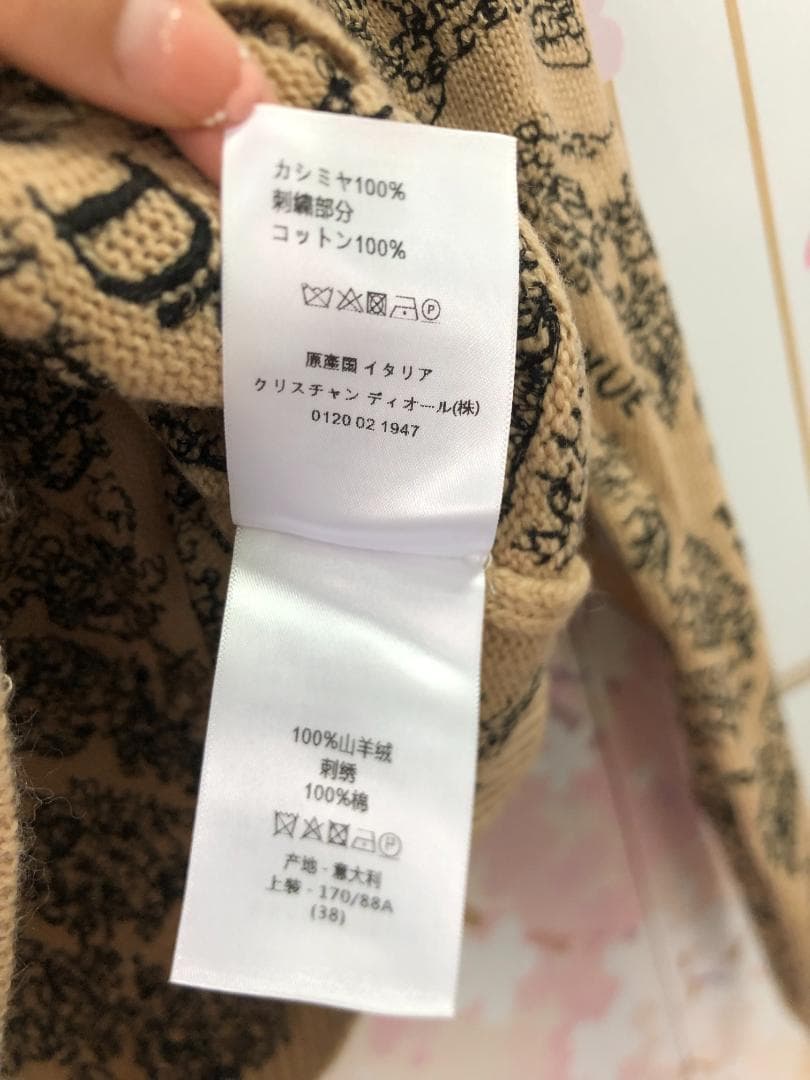 カシミヤ100%
刺繍部分
コットン100%
P
原産国 イタリア
クリスチャン ディオール(株)
0120 02 1947
100%山羊绒
刺绣
100%棉
P
产地 - 意大利
上裝 - 170/88A
(38)
D
NUE